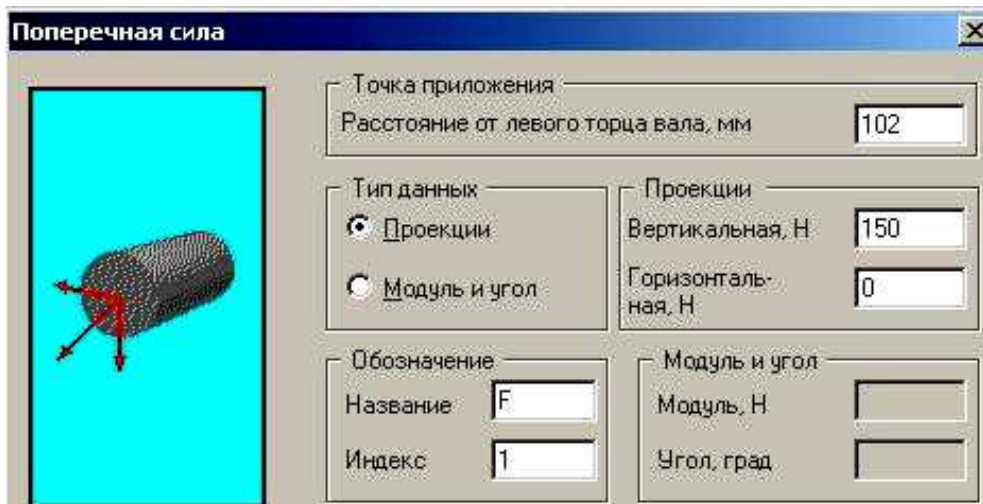 Поперечная сила
Точка приложения
Расстояние от левого торца вала, мм 102
Тип данных
Проекции
Модуль и угол
Проекции
Вертикальная, Н 150
Горизонталь-
ная, Н 0
Обозначение
Название F
Индекс 1
Модуль и угол
Модуль, Н
Угол, град